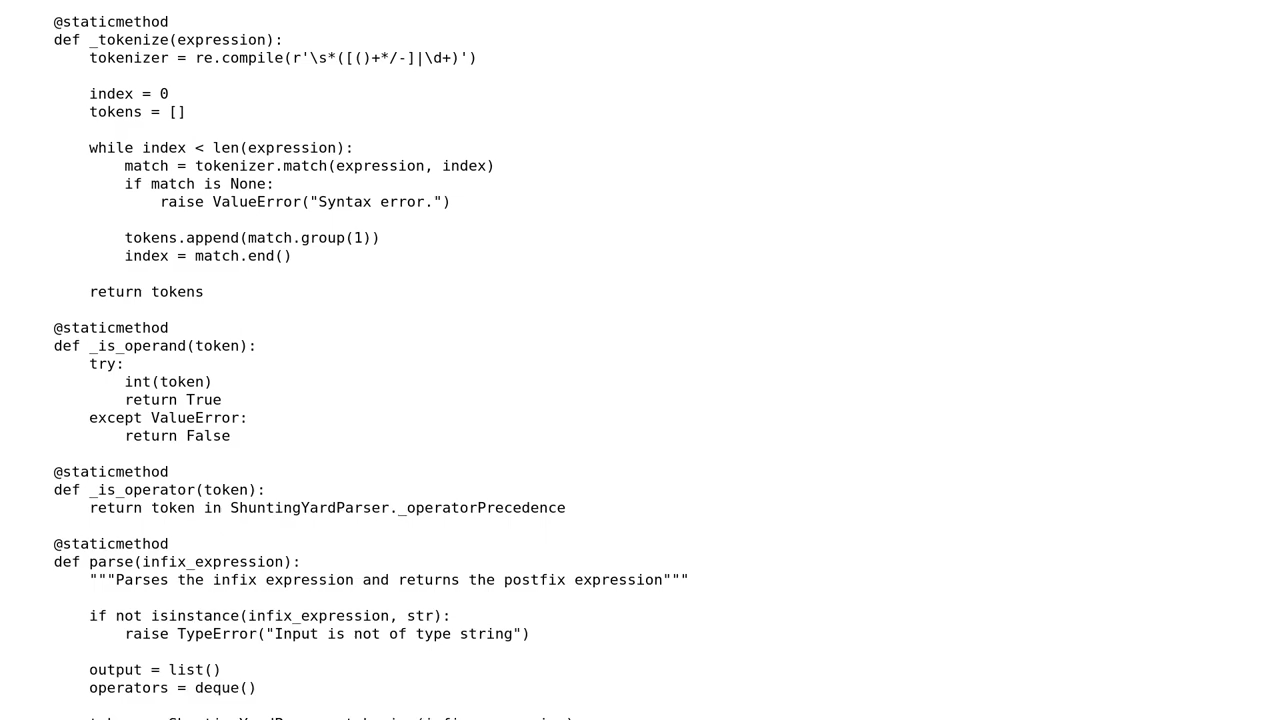 @staticmethod
def _tokenize(expression):
    tokenizer = re.compile(r'\s*([()+*/-]|\d+)')

    index = 0
    tokens = []

    while index < len(expression):
        match = tokenizer.match(expression, index)
        if match is None:
            raise ValueError("Syntax error.")

        tokens.append(match.group(1))
        index = match.end()

    return tokens

@staticmethod
def _is_operand(token):
    try:
        int(token)
        return True
    except ValueError:
        return False

@staticmethod
def _is_operator(token):
    return token in ShuntingYardParser._operatorPrecedence

@staticmethod
def parse(infix_expression):
    """Parses the infix expression and returns the postfix expression"""

    if not isinstance(infix_expression, str):
        raise TypeError("Input is not of type string")

    output = list()
    operators = deque()